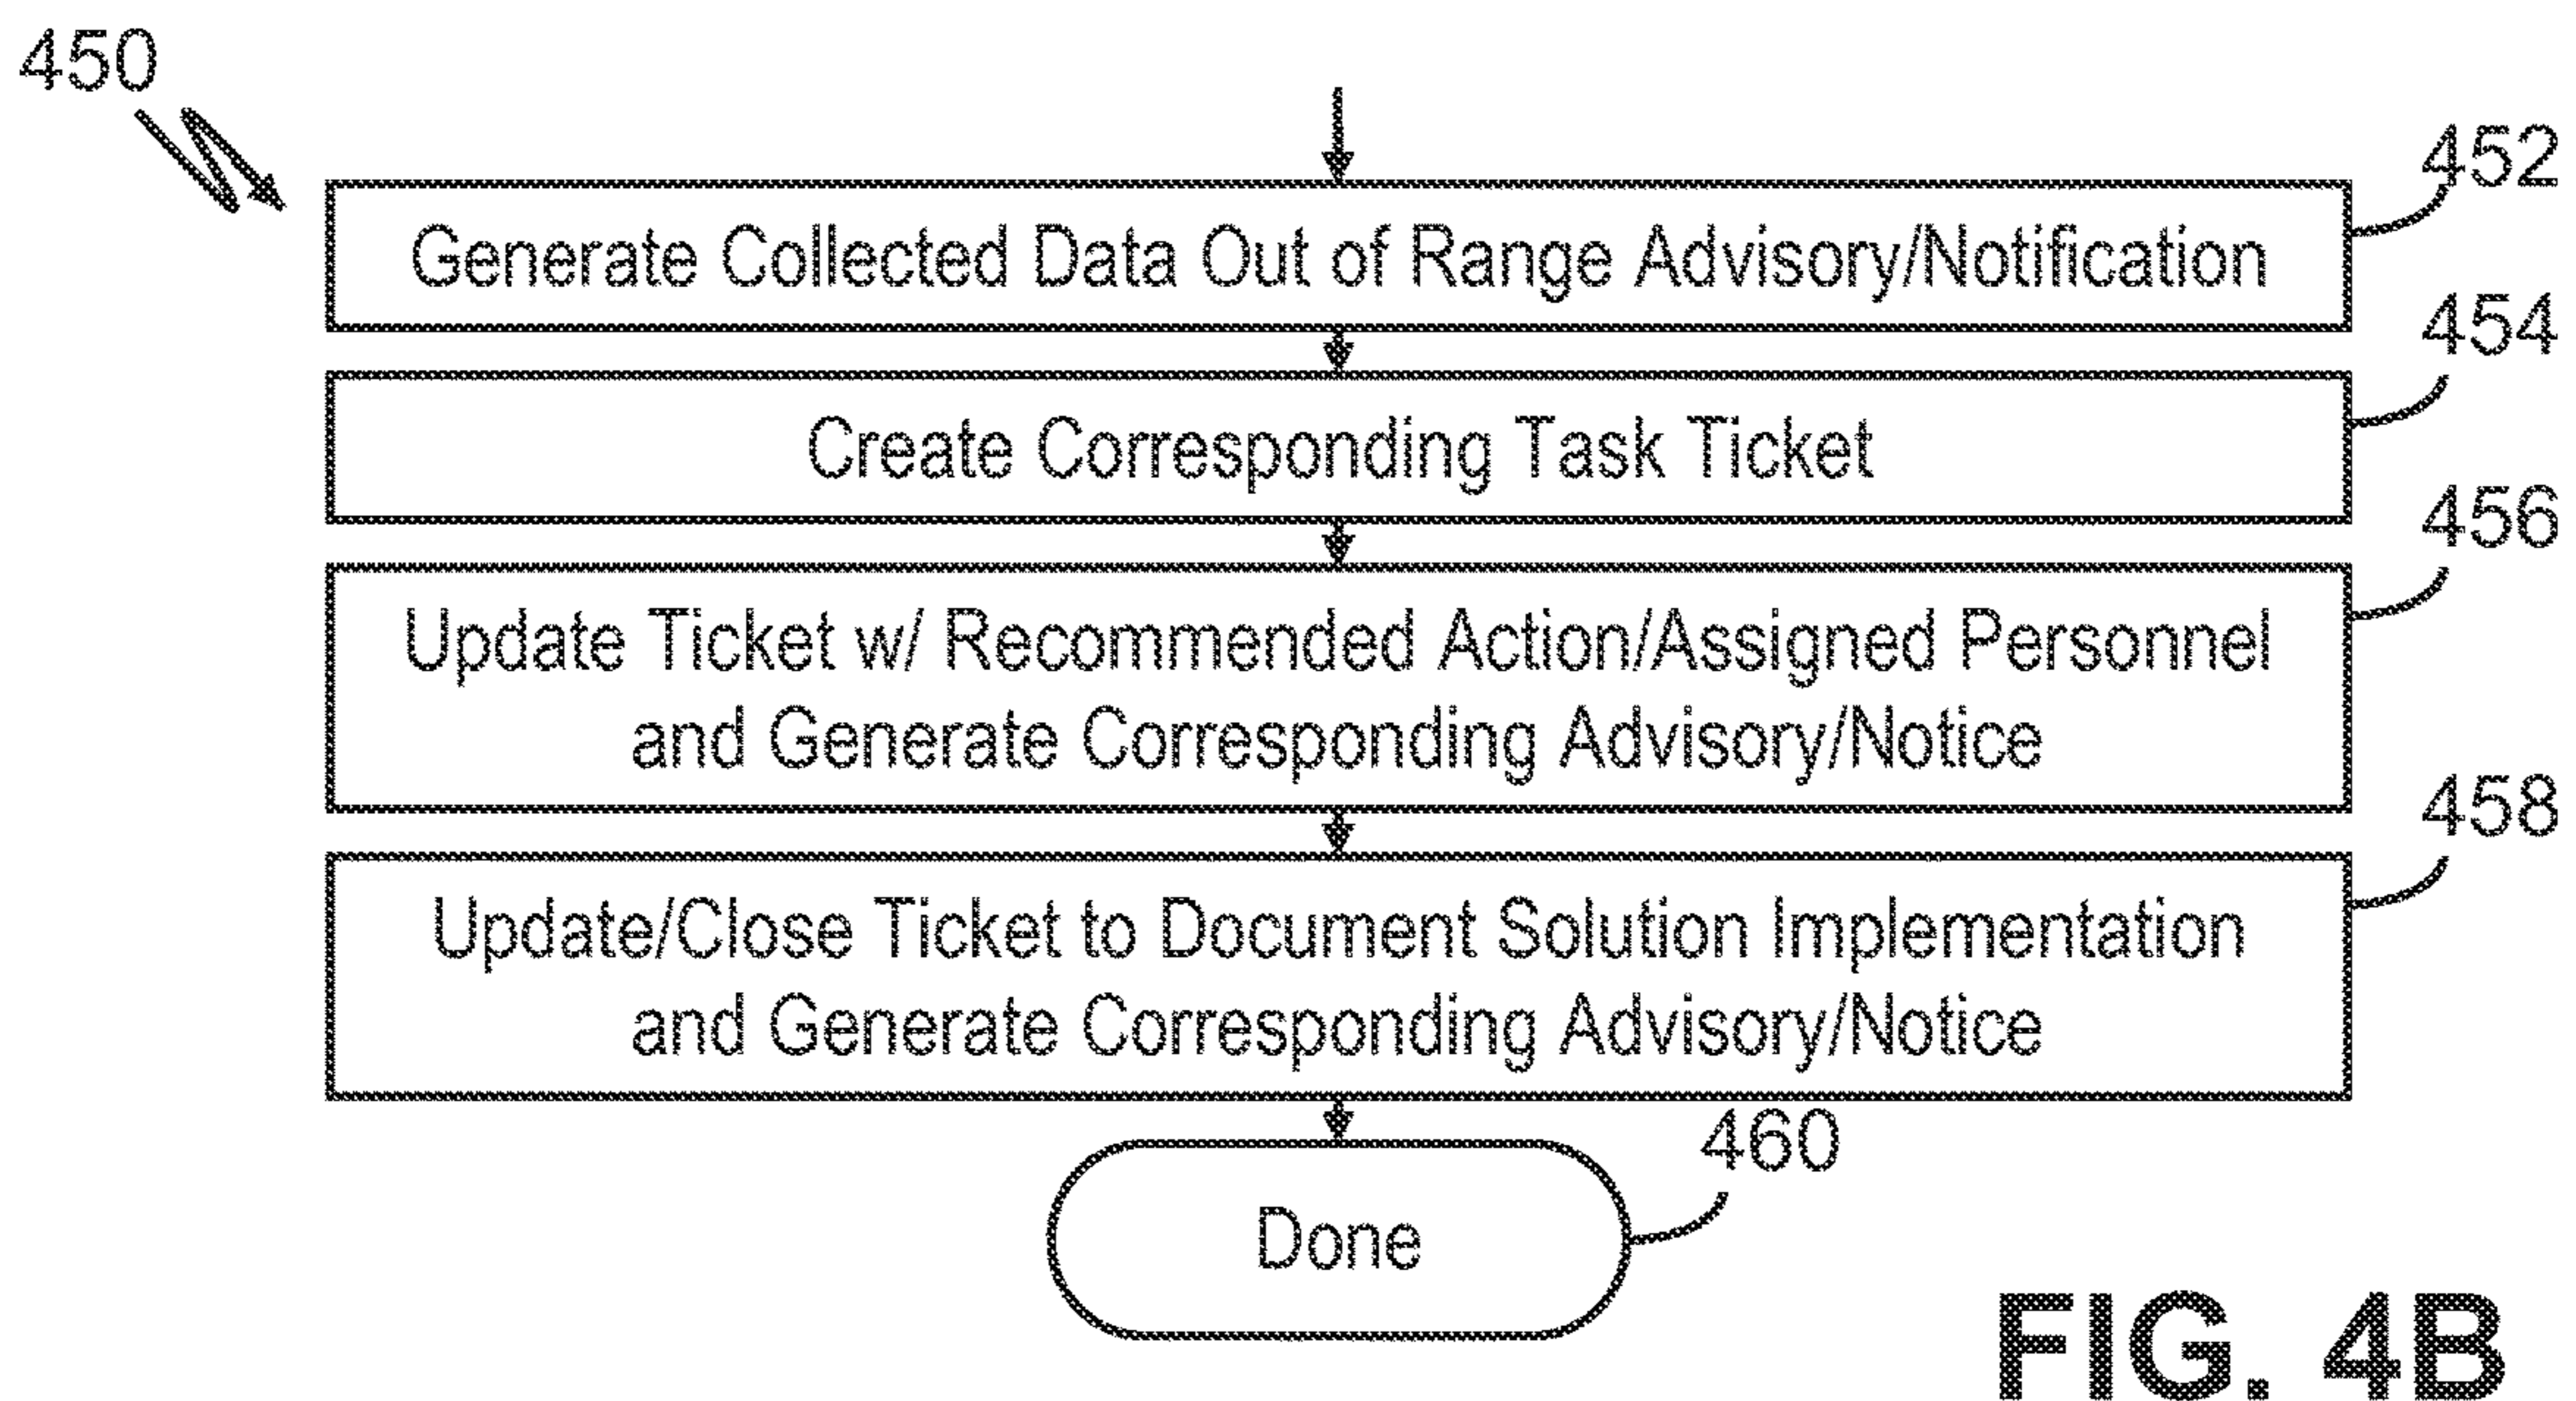 450
452
Generate Collected Data Out of Range Advisory/Notification
454
Create Corresponding Task Ticket
456
Update Ticket w/ Recommended Action/Assigned Personnel
and Generate Corresponding Advisory/Notice
458
Update/Close Ticket to Document Solution Implementation
and Generate Corresponding Advisory/Notice
460
Done
FIG. 4B